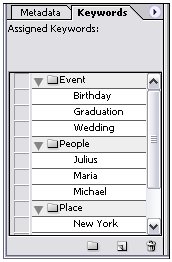 Metadata Keywords
Assigned Keywords:
Event
Birthday
Graduation
Wedding
People
Julius
Maria
Michael
Place
New York